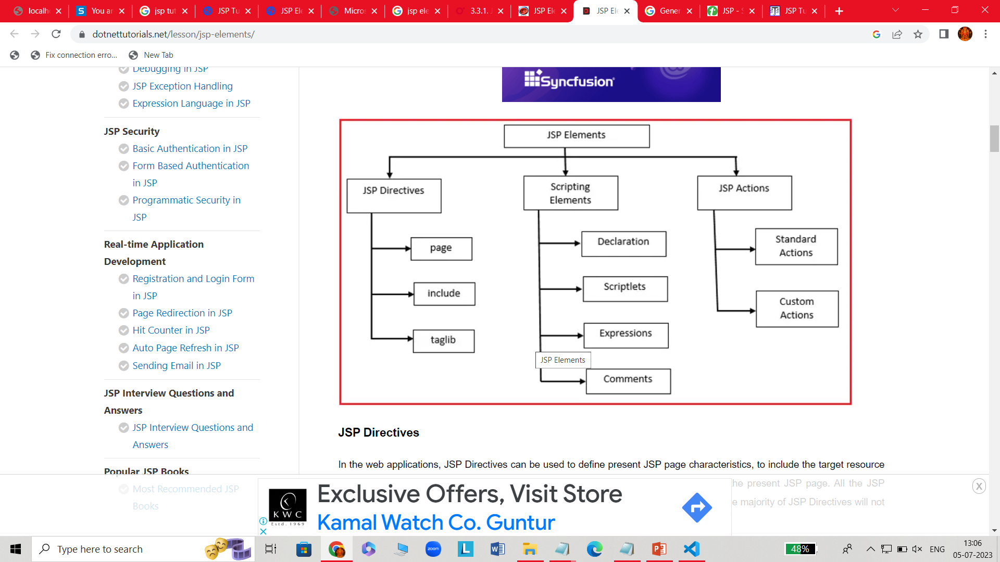 localhe
You ar
jsp tut
JSP Tu
JSP Ele
Micros
jsp ele
3.3.1.
JSP Ele
JSP Ele
Gener
JSP - S
JSP Tu
dotnettutorials.net/lesson/jsp-elements/
Fix connection erro...
New Tab
Debugging in JSP
JSP Exception Handling
Expression Language in JSP
JSP Security
Basic Authentication in JSP
Form Based Authentication
in JSP
Programmatic Security in
JSP
Real-time Application
Development
Registration and Login Form
in JSP
Page Redirection in JSP
Hit Counter in JSP
Auto Page Refresh in JSP
Sending Email in JSP
JSP Interview Questions and
Answers
JSP Interview Questions and
Answers
Popular JSP Books
Most Recommended JSP
Books
Syncfusion
JSP Elements
JSP Directives
Scripting
Elements
JSP Actions
page
include
taglib
Declaration
Scriptlets
Expressions
JSP Elements
Comments
Standard
Actions
Custom
Actions
JSP Directives
In the web applications, JSP Directives can be used to define present JSP page characteristics, to include the target resource
he present JSP page. All the JSP
e majority of JSP Directives will not
X
KWC
Estd. 1969
Exclusive Offers, Visit Store
Kamal Watch Co. Guntur
Type here to search
zoom
48%
ENG
13:06
05-07-2023